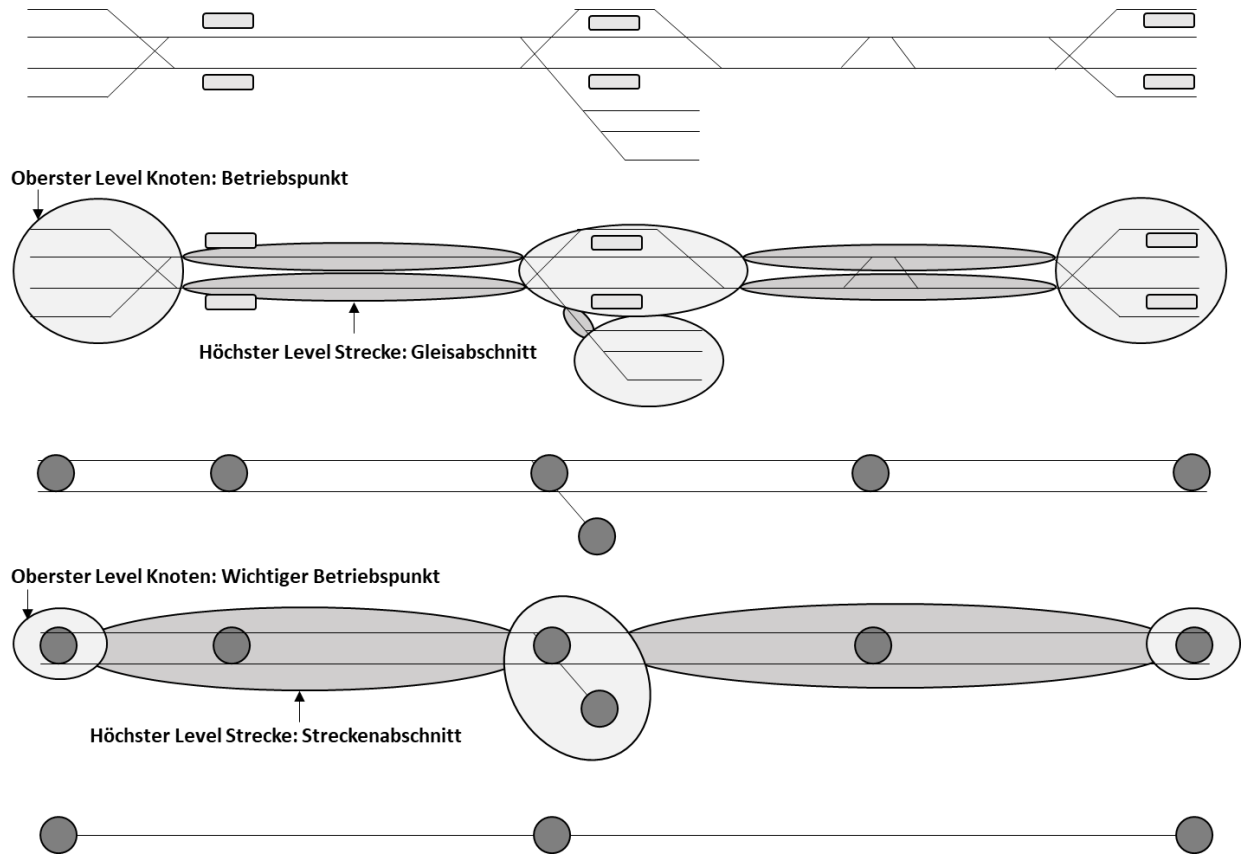 Oberster Level Knoten: Betriebspunkt
Höchster Level Strecke: Gleisabschnitt
Oberster Level Knoten: Wichtiger Betriebspunkt
Höchster Level Strecke: Streckenabschnitt